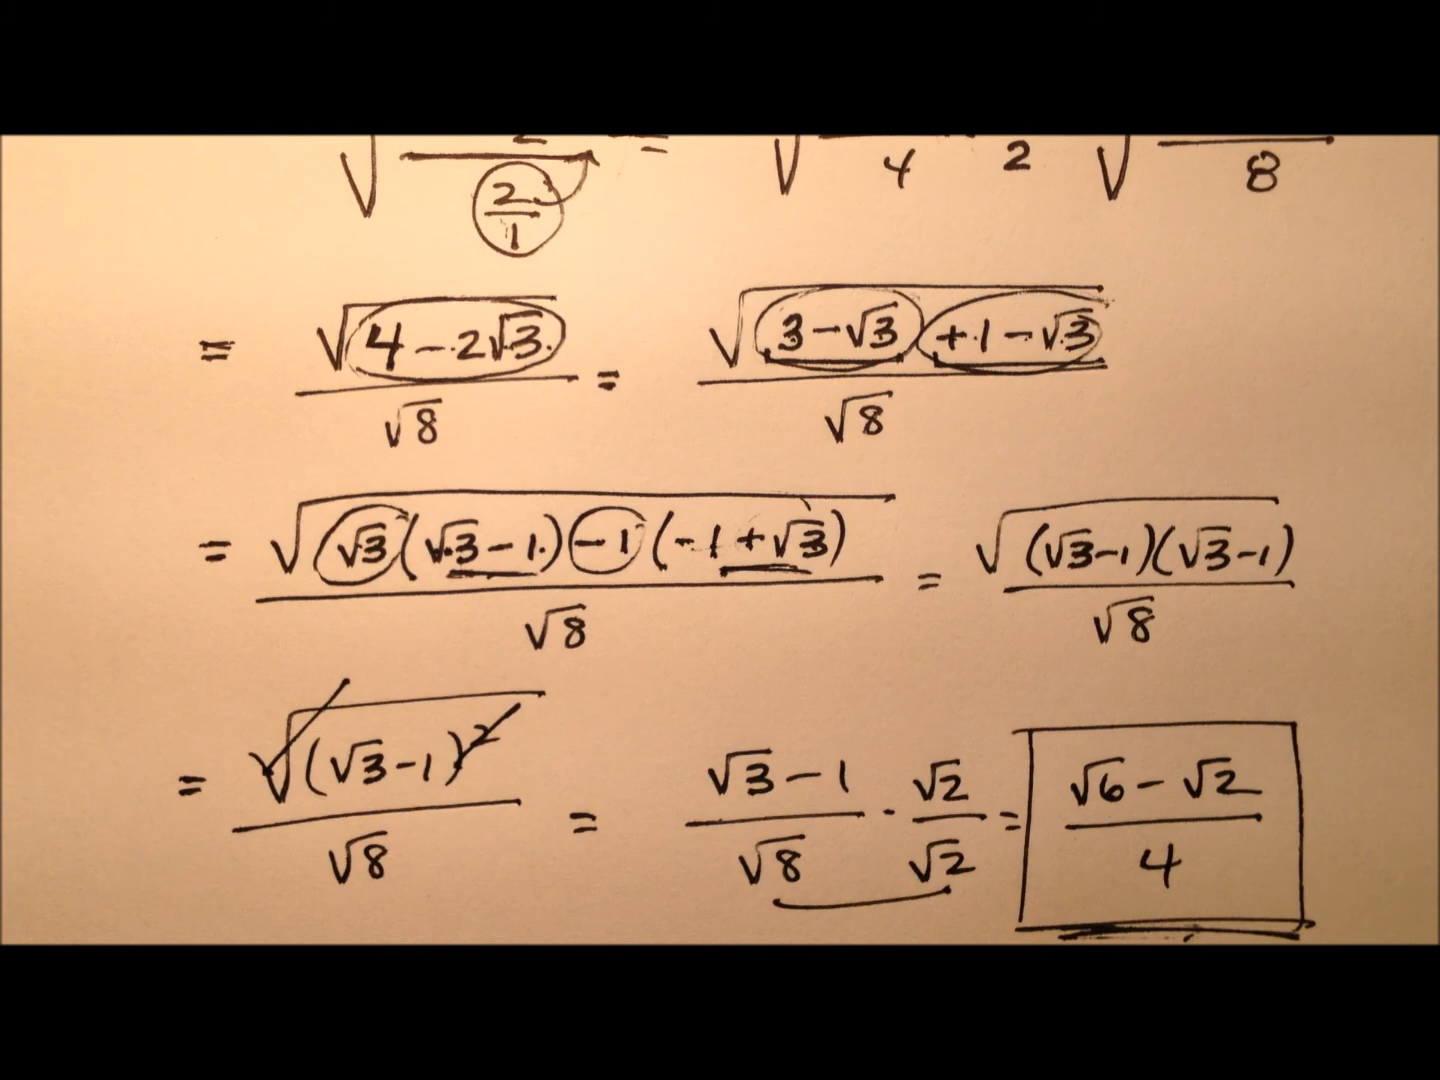 √ 2/1 = √ 4 2 √ 8
= √(4 - 2√3)/√8 = √(3 - √3 + 1 - √3)/√8
= √(√3(√3 - 1) - 1(-1 + √3))/√8 = √((√3 - 1)(√3 - 1))/√8
= √((√3 - 1)²)/√8 = (√3 - 1)/√8 · √2/√2 = (√6 - √2)/4